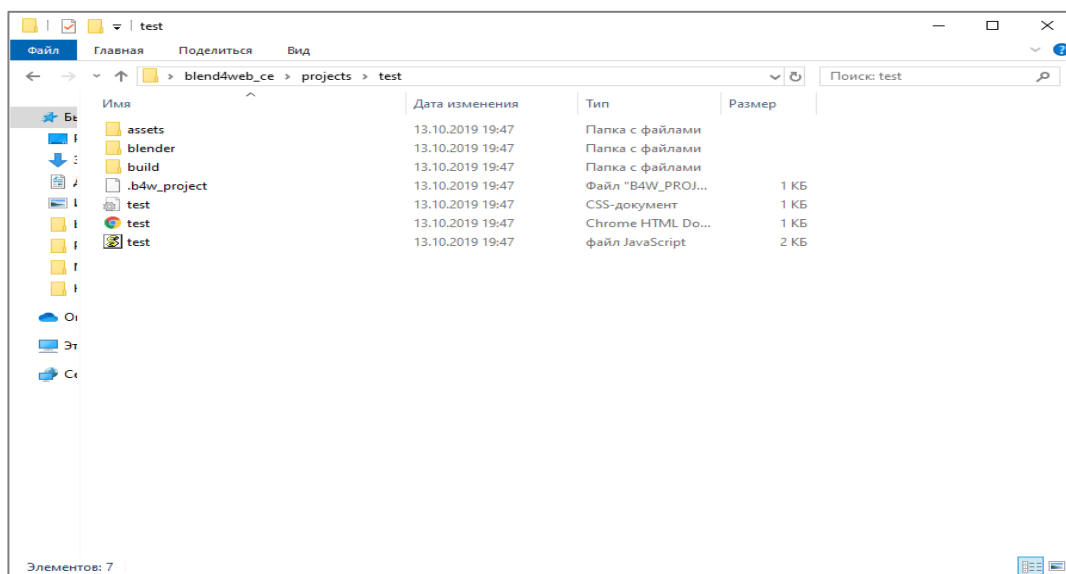 test
Файл Главная Поделиться Вид
blend4web_ce > projects > test Поиск: test
Имя Дата изменения Тип Размер
assets 13.10.2019 19:47 Папка с файлами
blender 13.10.2019 19:47 Папка с файлами
build 13.10.2019 19:47 Папка с файлами
.b4w_project 13.10.2019 19:47 Файл "B4W_PROJ... 1 КБ
test 13.10.2019 19:47 CSS-документ 1 КБ
test 13.10.2019 19:47 Chrome HTML Do... 1 КБ
test 13.10.2019 19:47 файл JavaScript 2 КБ
Эт
Элементов: 7